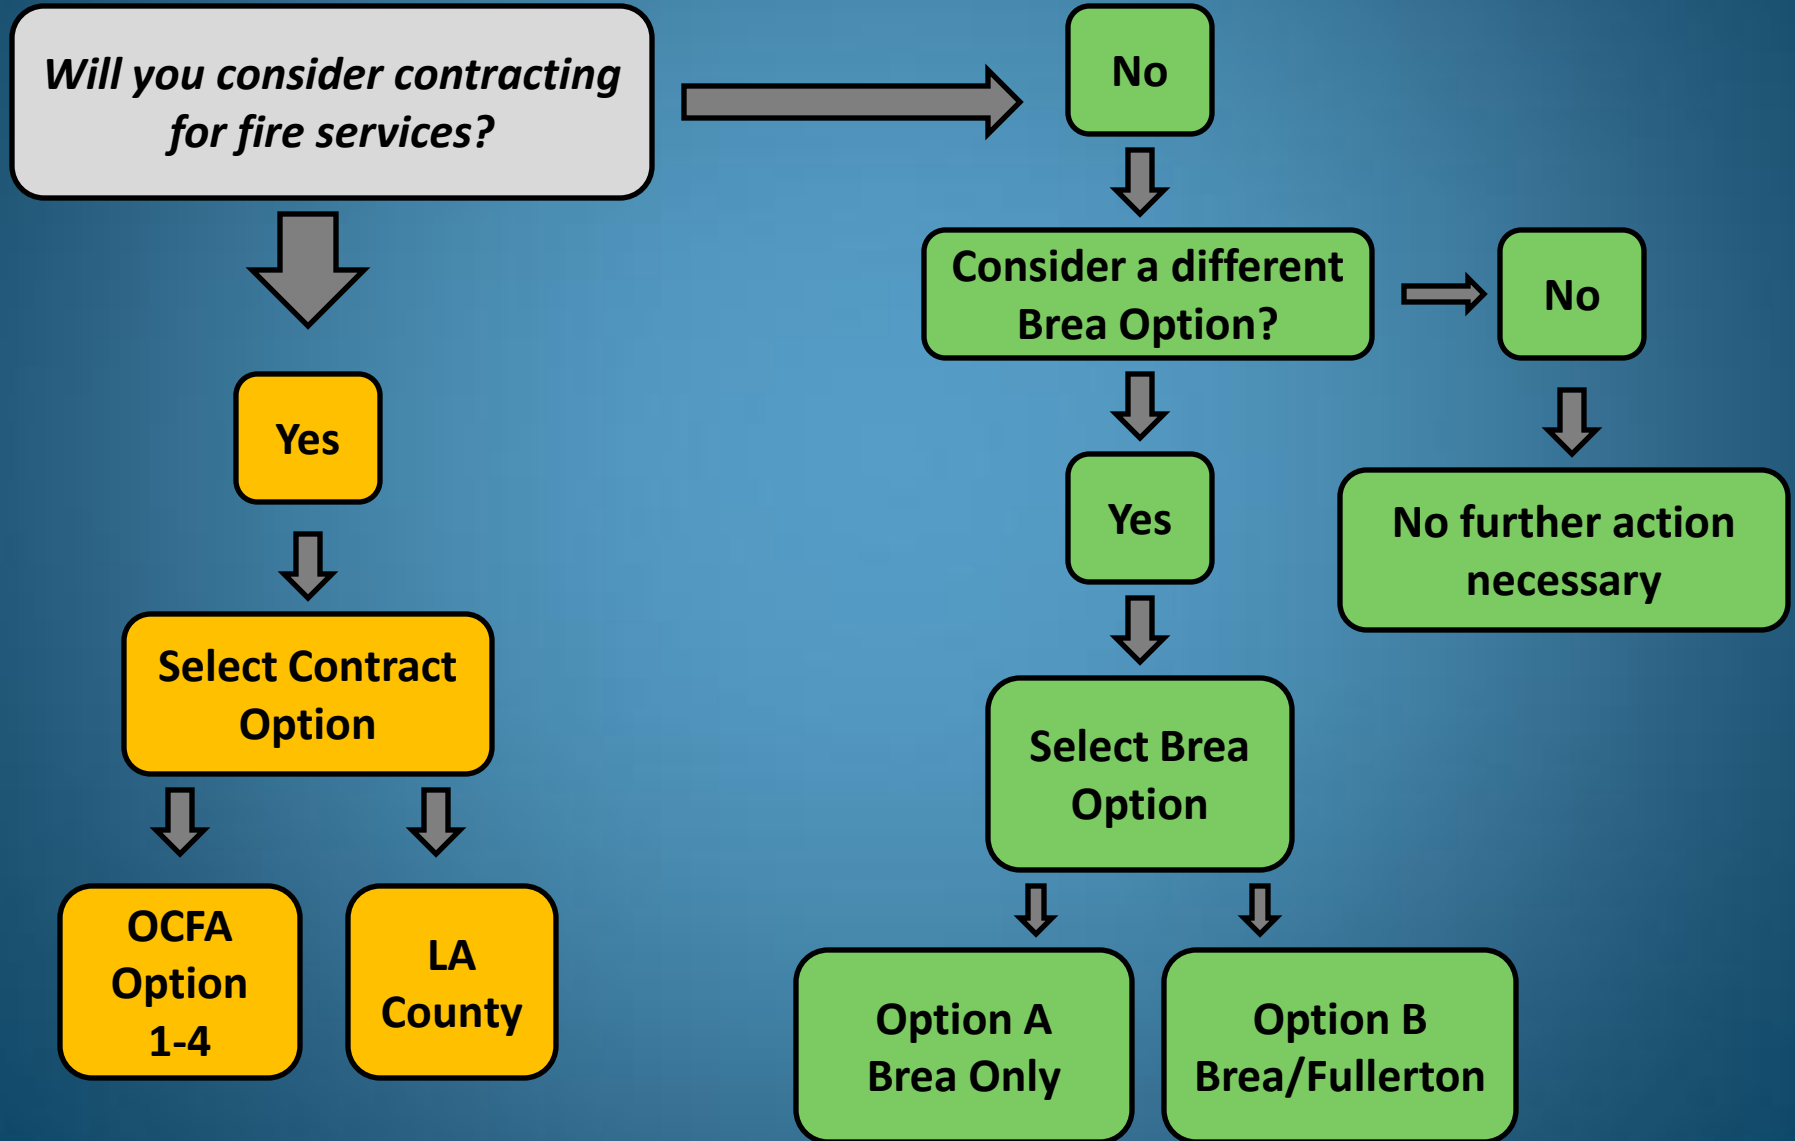 Will you consider contracting
for fire services?
No
Consider a different
Brea Option?
No
Yes
Yes
No further action
necessary
Select Contract
Option
Select Brea
Option
OCFA
Option
1-4
LA
County
Option A
Brea Only
Option B
Brea/Fullerton